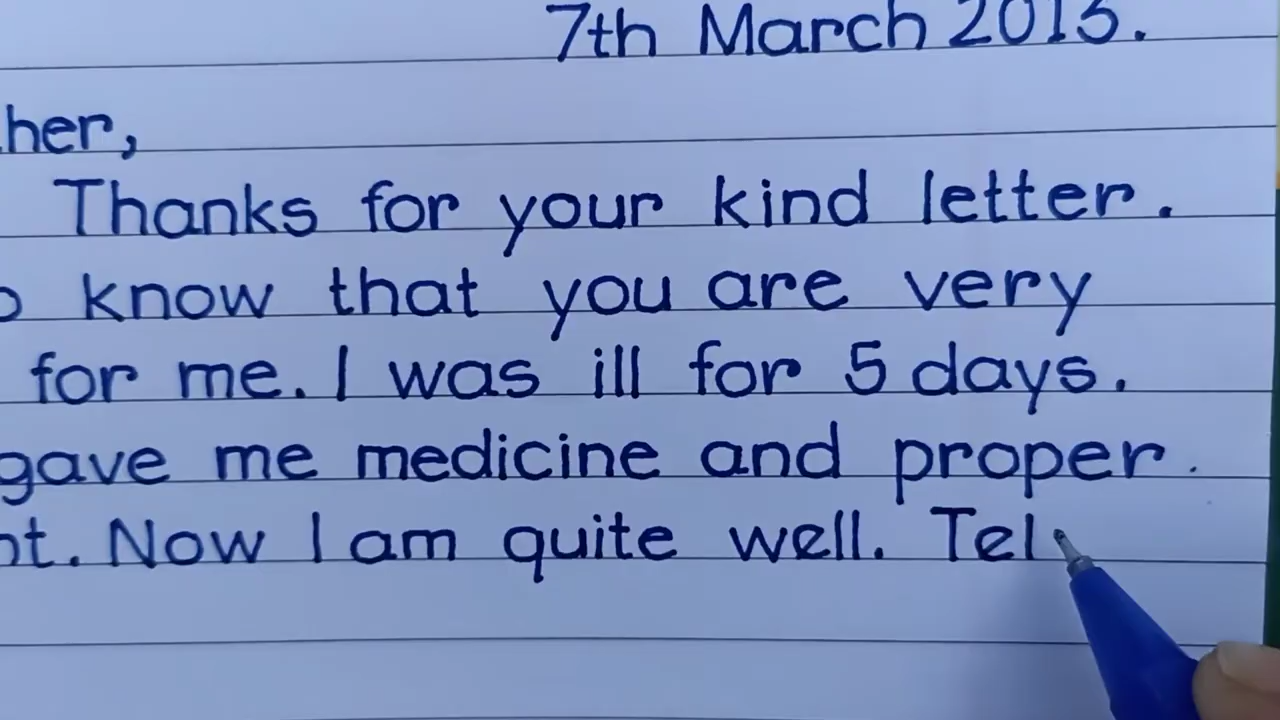 7th March 2013.
her,
Thanks for your kind letter.
o know that you are very
for me. I was ill for 5 days.
gave me medicine and proper.
nt. Now I am quite well. Tel